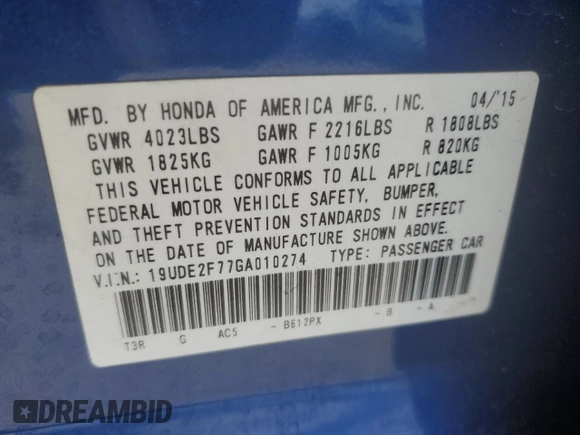 MFD. BY HONDA OF AMERICA MFG., INC. 04/'15
GVWR 4023LBS GAWR F 2216LBS R 1808LBS
GVWR 1825KG GAWR F 1005KG R 820KG
THIS VEHICLE CONFORMS TO ALL APPLICABLE
FEDERAL MOTOR VEHICLE SAFETY, BUMPER,
AND THEFT PREVENTION STANDARDS IN EFFECT
ON THE DATE OF MANUFACTURE SHOWN ABOVE.
V.I.N.: 19UDE2F77GA010274 TYPE: PASSENGER CAR
T3R G AC5 - B612PX - B - A
DREAMBID